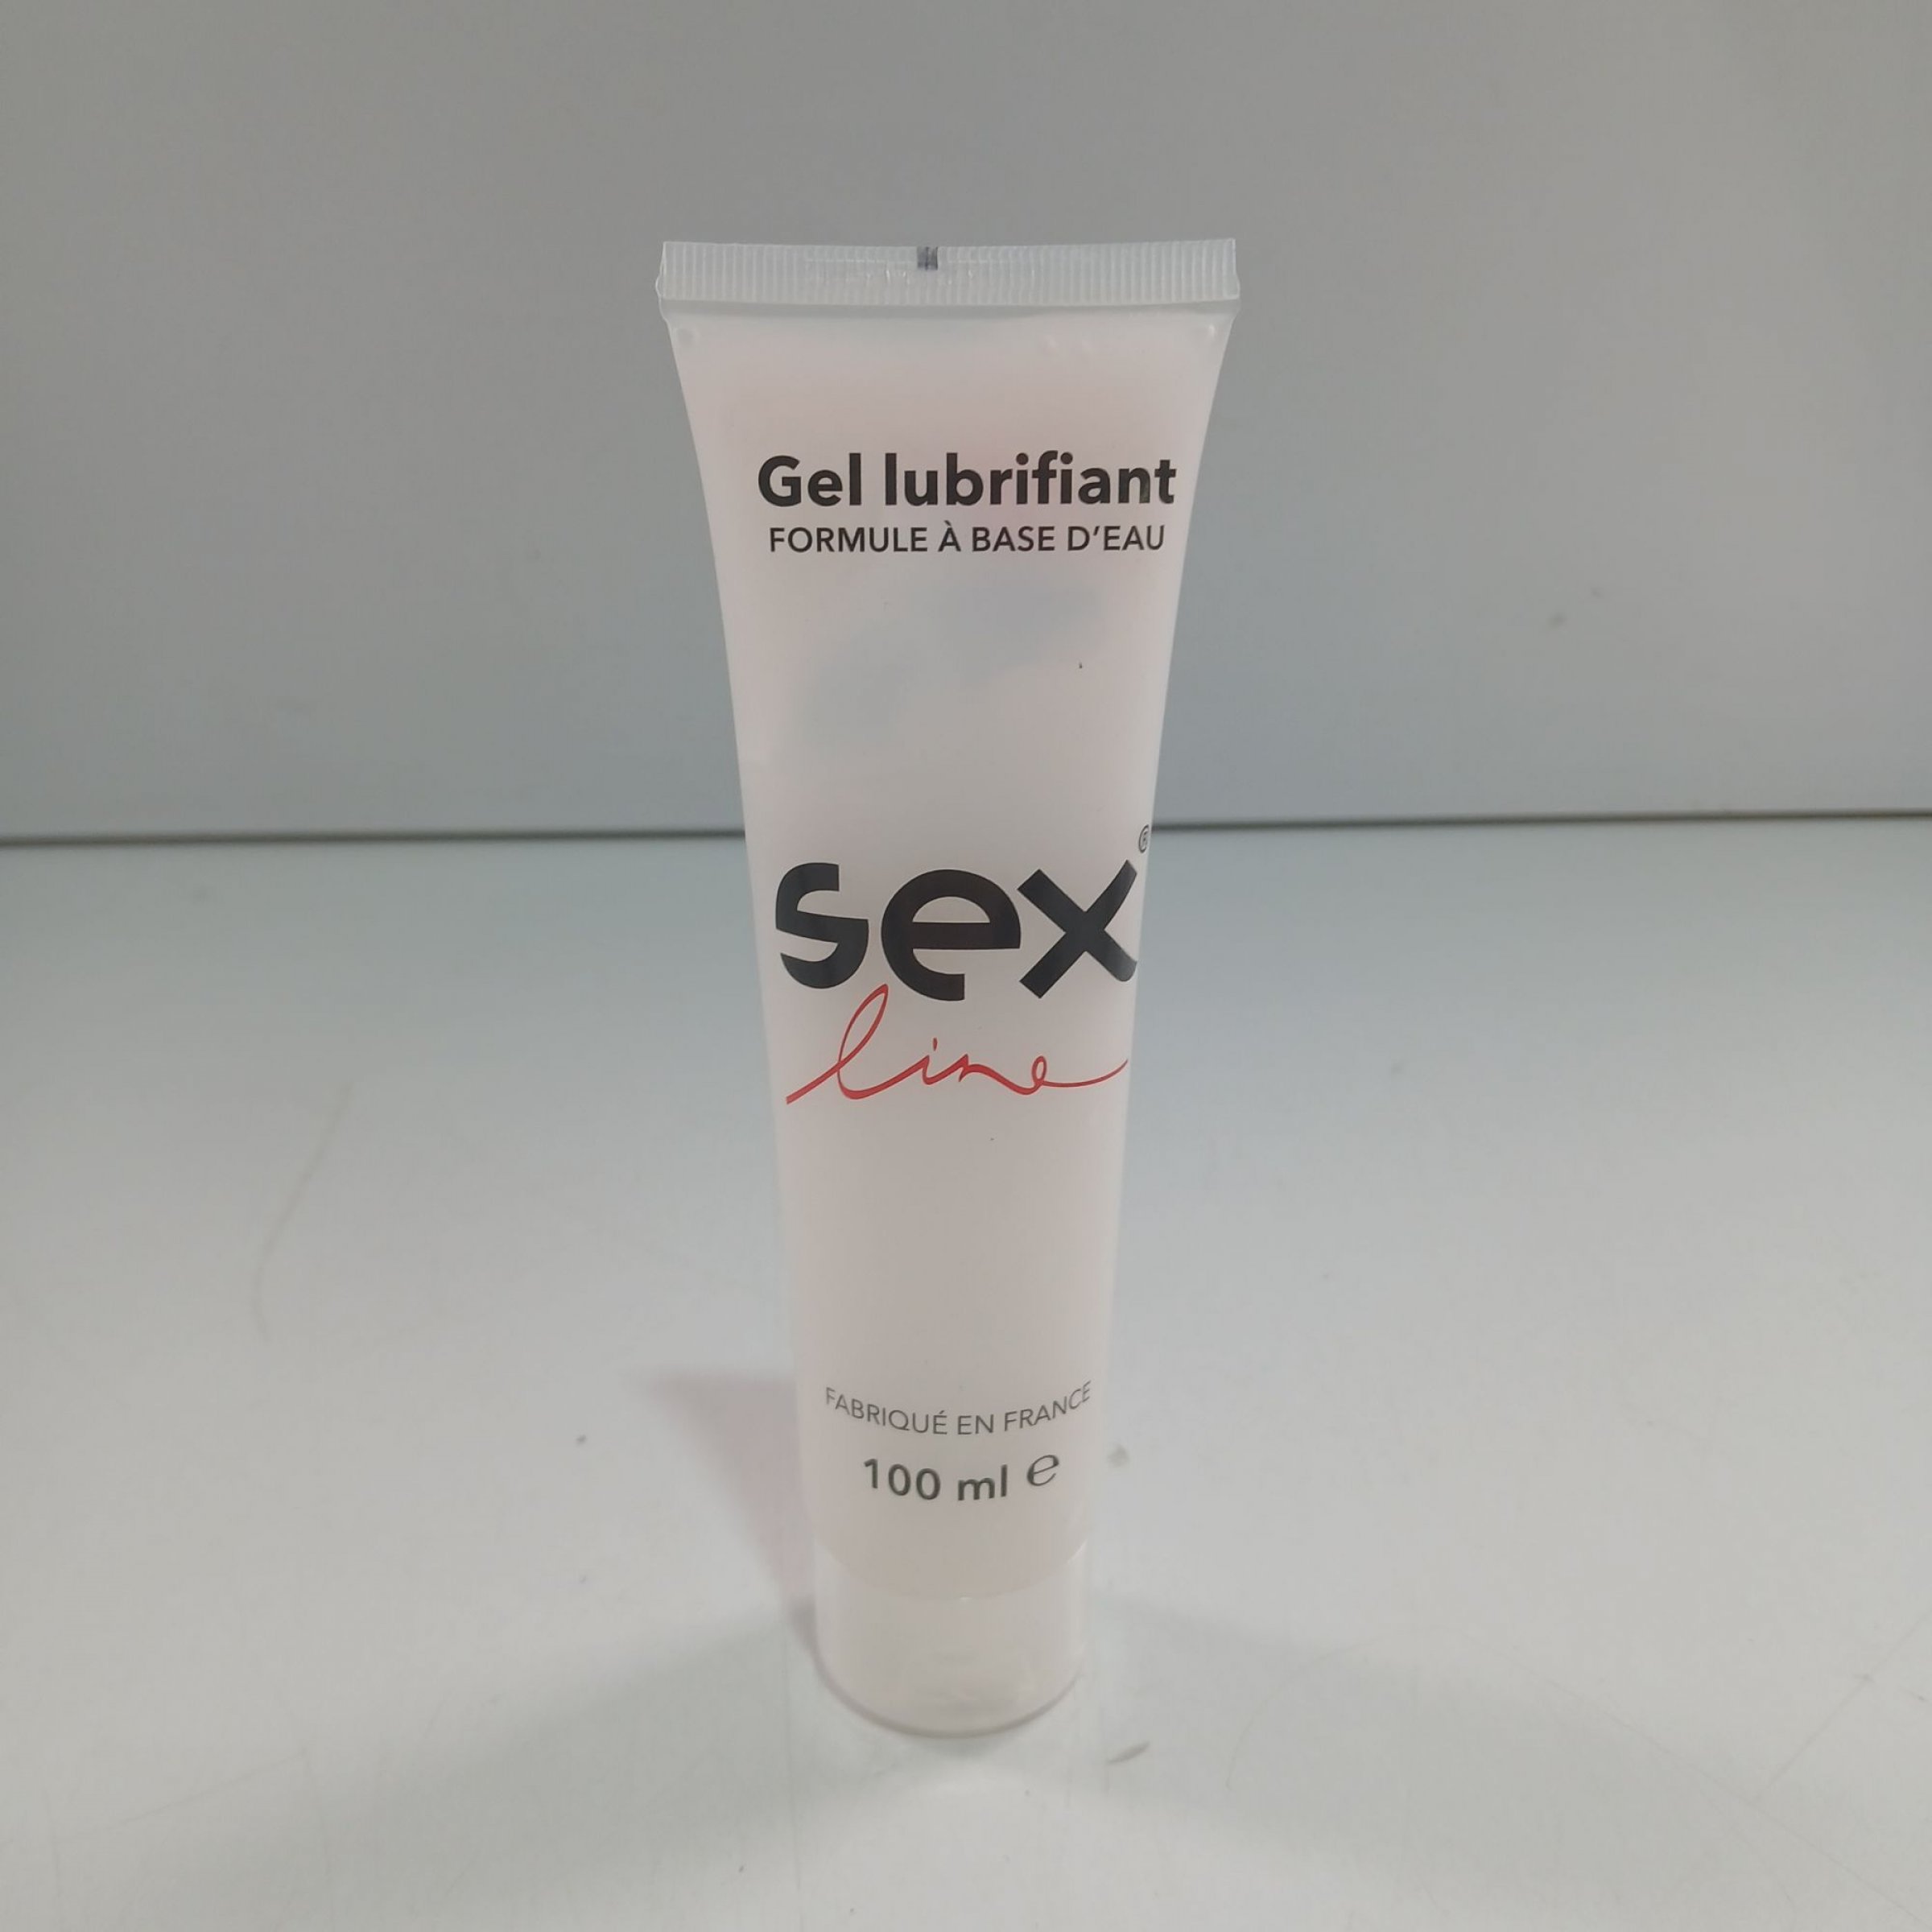 Gel lubrifiant
FORMULE À BASE D'EAU
sex®
line
FABRIQUÉ EN FRANCE
100 ml ℮